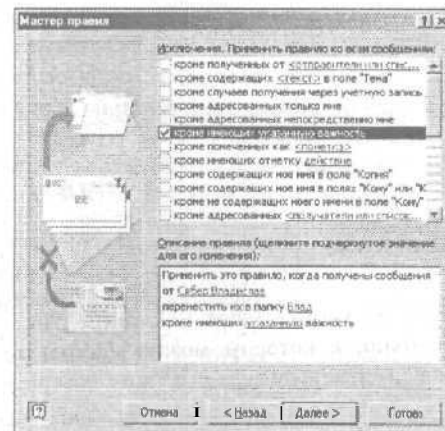 Мастер правил
Исключения. Применить правило ко всем сообщениям:
кроме полученных от <отправители или спис...
кроме содержащих <текст> в поле "Тема"
кроме случаев получения через учетную запись
кроме адресованных только мне
кроме адресованных непосредственно мне
кроме имеющих указанную важность
кроме помеченных как <пометка>
кроме имеющих отметку действие
кроме содержащих мое имя в поле "Копия"
кроме содержащих мое имя в полях "Кому" или "К
кроме не содержащих моего имени в поле "Кому"
кроме адресованных <получатели или список...
Описание правила (щелкните подчеркнутое значение
для его изменения):
Применить это правило, когда получены сообщения
от Сябер Владислав
переместить их в папку Влад
кроме имеющих указанную важность
Отмена
< Назад
Далее >
Готово